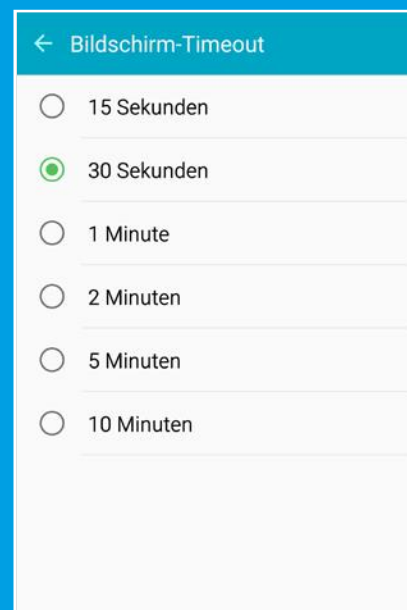 Bildschirm-Timeout
15 Sekunden
30 Sekunden
1 Minute
2 Minuten
5 Minuten
10 Minuten